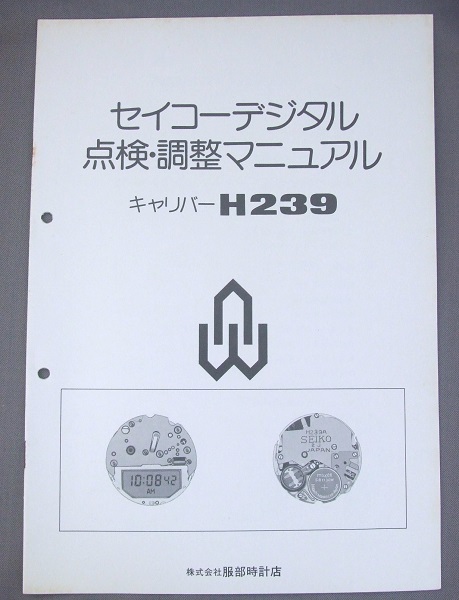 セイコーデジタル
点検・調整マニュアル
キャリバー H239
10:08 42
AM
H239A
SEIKO
JAPAN
株式会社 服部時計店